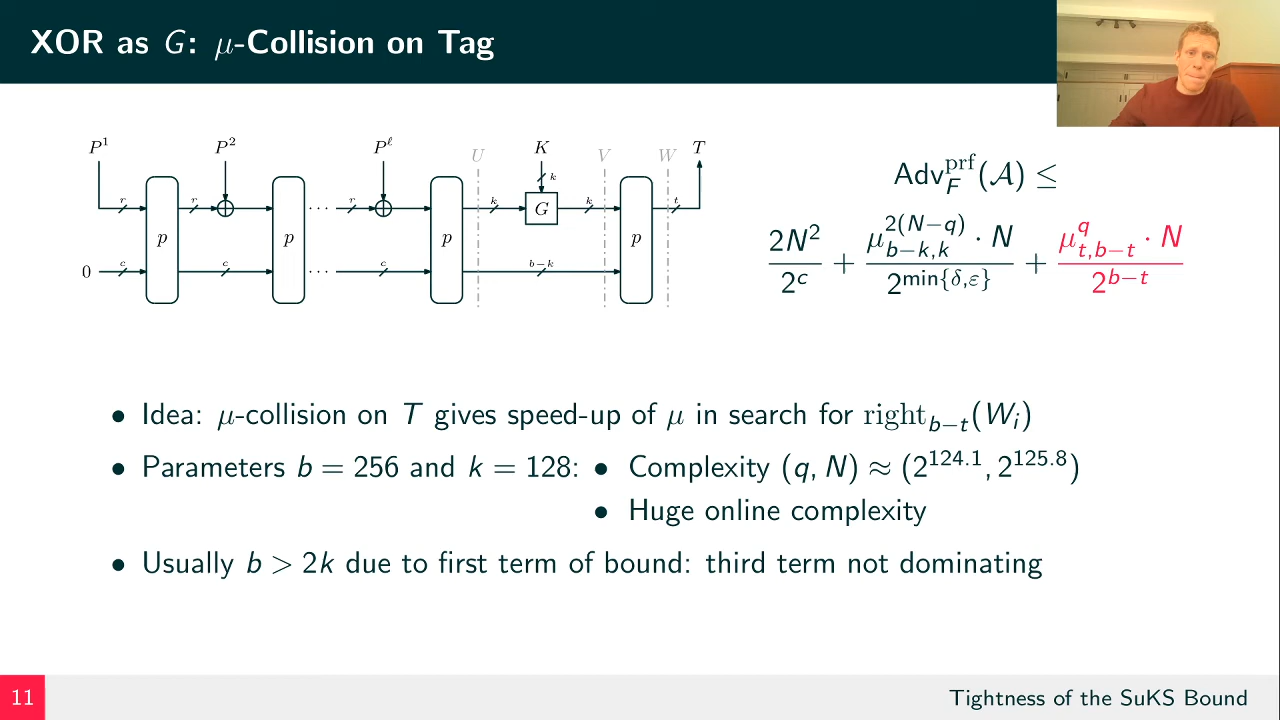 XOR as G: μ-Collision on Tag
P¹ P² P^ℓ U K V W T
k
r r r k G k t
p p ··· p p
0 c c ··· c b−k
Adv_F^prf(𝒜) ≤
2N²/2^c + μ_{b−k,k}^{2(N−q)} · N / 2^{min{δ,ε}} + μ_{t,b−t}^q · N / 2^{b−t}
• Idea: μ-collision on T gives speed-up of μ in search for right_{b−t}(W_i)
• Parameters b = 256 and k = 128: • Complexity (q, N) ≈ (2^{124.1}, 2^{125.8})
• Huge online complexity
• Usually b > 2k due to first term of bound: third term not dominating
11
Tightness of the SuKS Bound